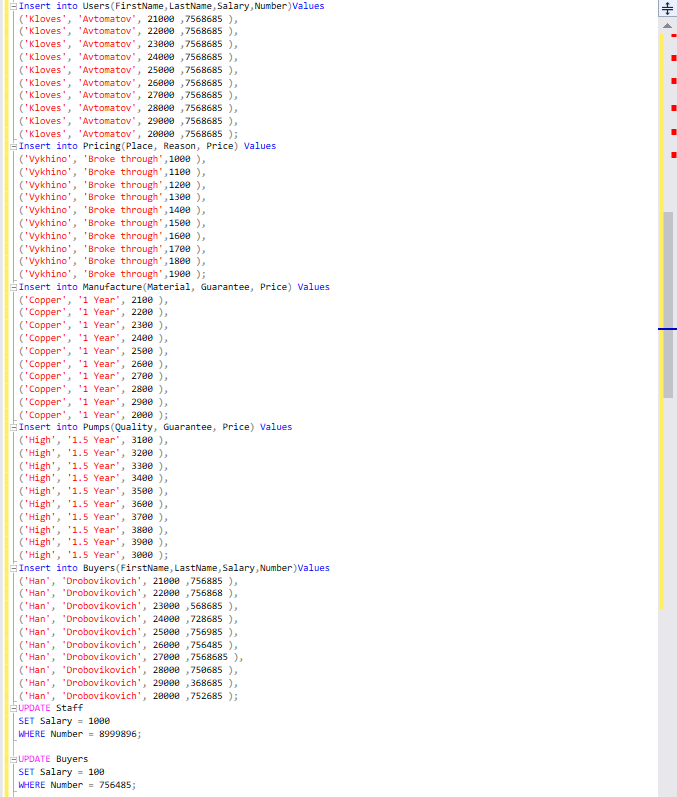 Insert into Users(FirstName,LastName,Salary,Number)Values
('Kloves', 'Avtomatov', 21000 ,7568685 ),
('Kloves', 'Avtomatov', 22000 ,7568685 ),
('Kloves', 'Avtomatov', 23000 ,7568685 ),
('Kloves', 'Avtomatov', 24000 ,7568685 ),
('Kloves', 'Avtomatov', 25000 ,7568685 ),
('Kloves', 'Avtomatov', 26000 ,7568685 ),
('Kloves', 'Avtomatov', 27000 ,7568685 ),
('Kloves', 'Avtomatov', 28000 ,7568685 ),
('Kloves', 'Avtomatov', 29000 ,7568685 ),
('Kloves', 'Avtomatov', 20000 ,7568685 );
Insert into Pricing(Place, Reason, Price) Values
('Vykhino', 'Broke through',1000 ),
('Vykhino', 'Broke through',1100 ),
('Vykhino', 'Broke through',1200 ),
('Vykhino', 'Broke through',1300 ),
('Vykhino', 'Broke through',1400 ),
('Vykhino', 'Broke through',1500 ),
('Vykhino', 'Broke through',1600 ),
('Vykhino', 'Broke through',1700 ),
('Vykhino', 'Broke through',1800 ),
('Vykhino', 'Broke through',1900 );
Insert into Manufacture(Material, Guarantee, Price) Values
('Copper', '1 Year', 2100 ),
('Copper', '1 Year', 2200 ),
('Copper', '1 Year', 2300 ),
('Copper', '1 Year', 2400 ),
('Copper', '1 Year', 2500 ),
('Copper', '1 Year', 2600 ),
('Copper', '1 Year', 2700 ),
('Copper', '1 Year', 2800 ),
('Copper', '1 Year', 2900 ),
('Copper', '1 Year', 2000 );
Insert into Pumps(Quality, Guarantee, Price) Values
('High', '1.5 Year', 3100 ),
('High', '1.5 Year', 3200 ),
('High', '1.5 Year', 3300 ),
('High', '1.5 Year', 3400 ),
('High', '1.5 Year', 3500 ),
('High', '1.5 Year', 3600 ),
('High', '1.5 Year', 3700 ),
('High', '1.5 Year', 3800 ),
('High', '1.5 Year', 3900 ),
('High', '1.5 Year', 3000 );
Insert into Buyers(FirstName,LastName,Salary,Number)Values
('Han', 'Drobovikovich', 21000 ,756885 ),
('Han', 'Drobovikovich', 22000 ,756868 ),
('Han', 'Drobovikovich', 23000 ,568685 ),
('Han', 'Drobovikovich', 24000 ,728685 ),
('Han', 'Drobovikovich', 25000 ,756985 ),
('Han', 'Drobovikovich', 26000 ,756485 ),
('Han', 'Drobovikovich', 27000 ,7568685 ),
('Han', 'Drobovikovich', 28000 ,750685 ),
('Han', 'Drobovikovich', 29000 ,368685 ),
('Han', 'Drobovikovich', 20000 ,752685 );
UPDATE Staff
SET Salary = 1000
WHERE Number = 8999896;
UPDATE Buyers
SET Salary = 100
WHERE Number = 756485;